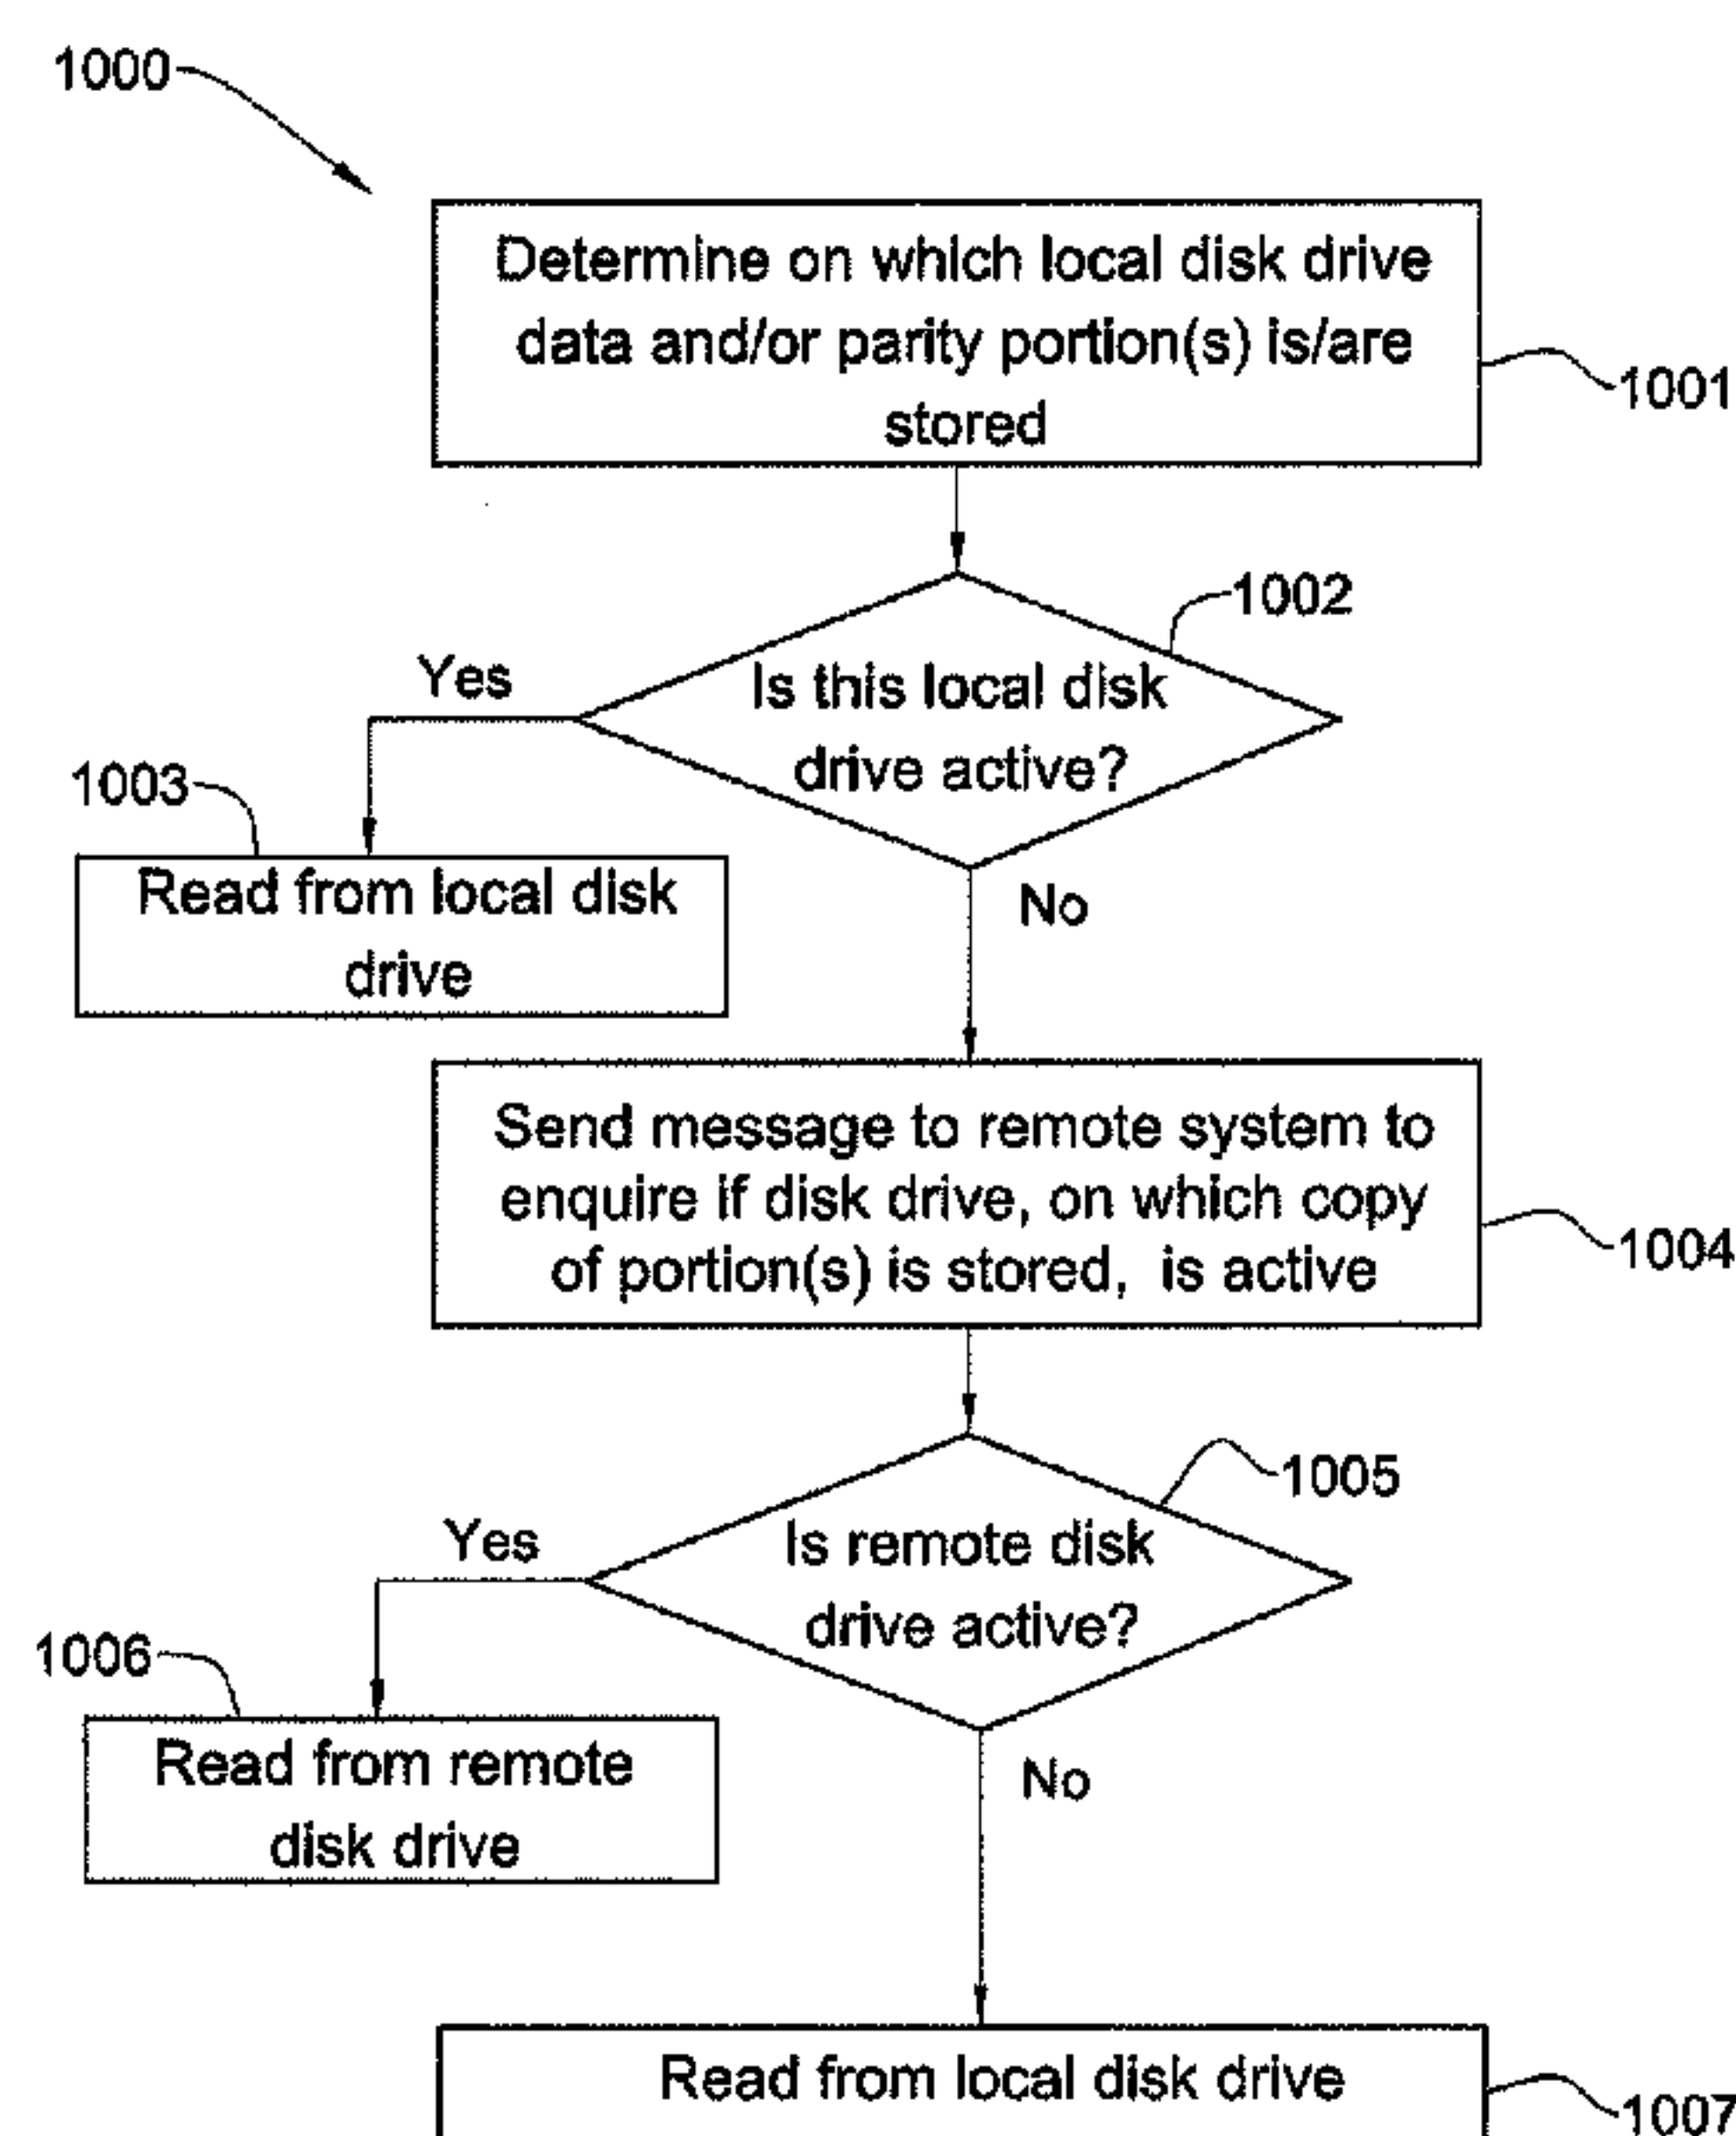 1000
Determine on which local disk drive
data and/or parity portion(s) is/are
stored
1001
1002
Is this local disk
drive active?
Yes
No
1003
Read from local disk
drive
Send message to remote system to
enquire if disk drive, on which copy
of portion(s) is stored, is active
1004
1005
Is remote disk
drive active?
Yes
No
1006
Read from remote
disk drive
Read from local disk drive
1007